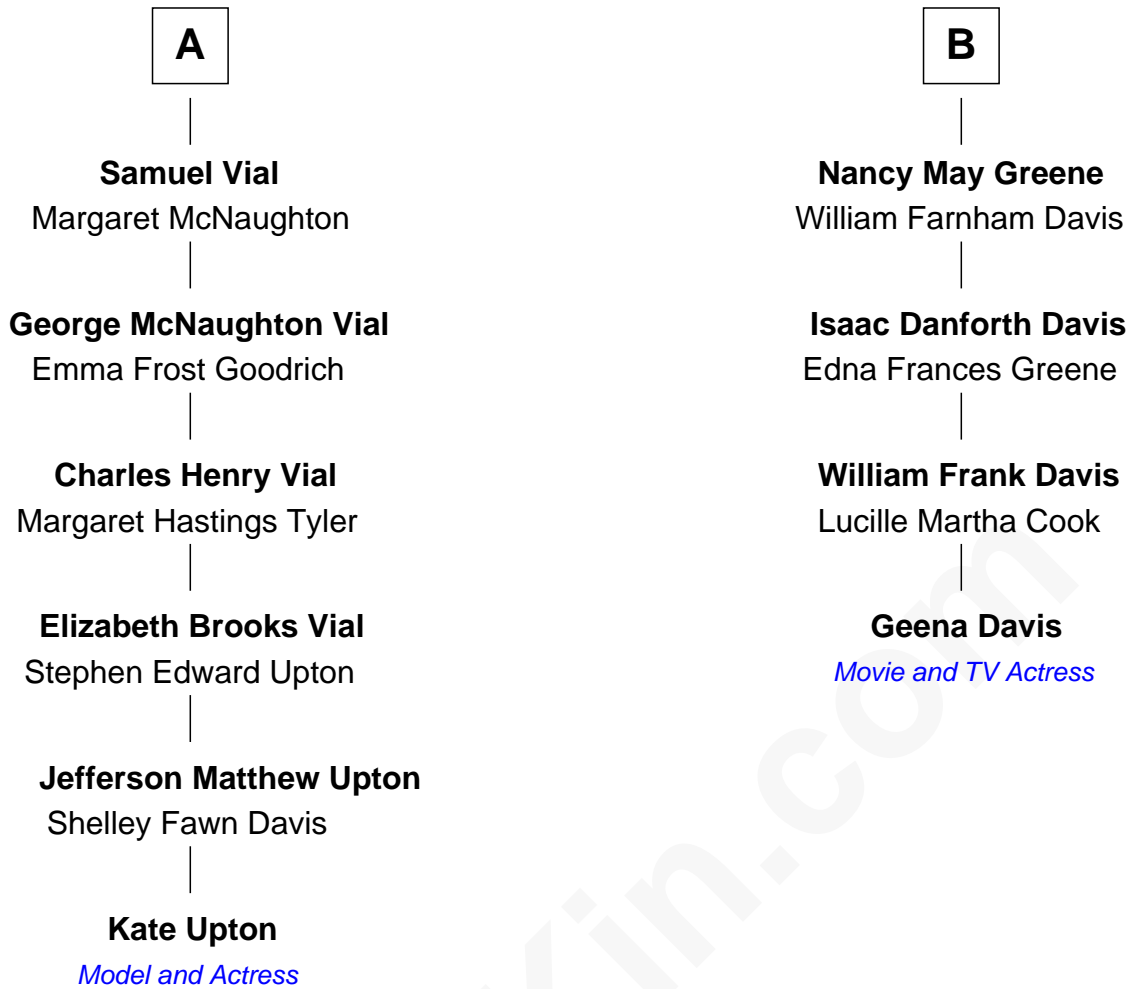 A
Samuel Vial
Margaret McNaughton
George McNaughton Vial
Emma Frost Goodrich
Charles Henry Vial
Margaret Hastings Tyler
Elizabeth Brooks Vial
Stephen Edward Upton
Jefferson Matthew Upton
Shelley Fawn Davis
Kate Upton
Model and Actress
B
Nancy May Greene
William Farnham Davis
Isaac Danforth Davis
Edna Frances Greene
William Frank Davis
Lucille Martha Cook
Geena Davis
Movie and TV Actress
Kin.com